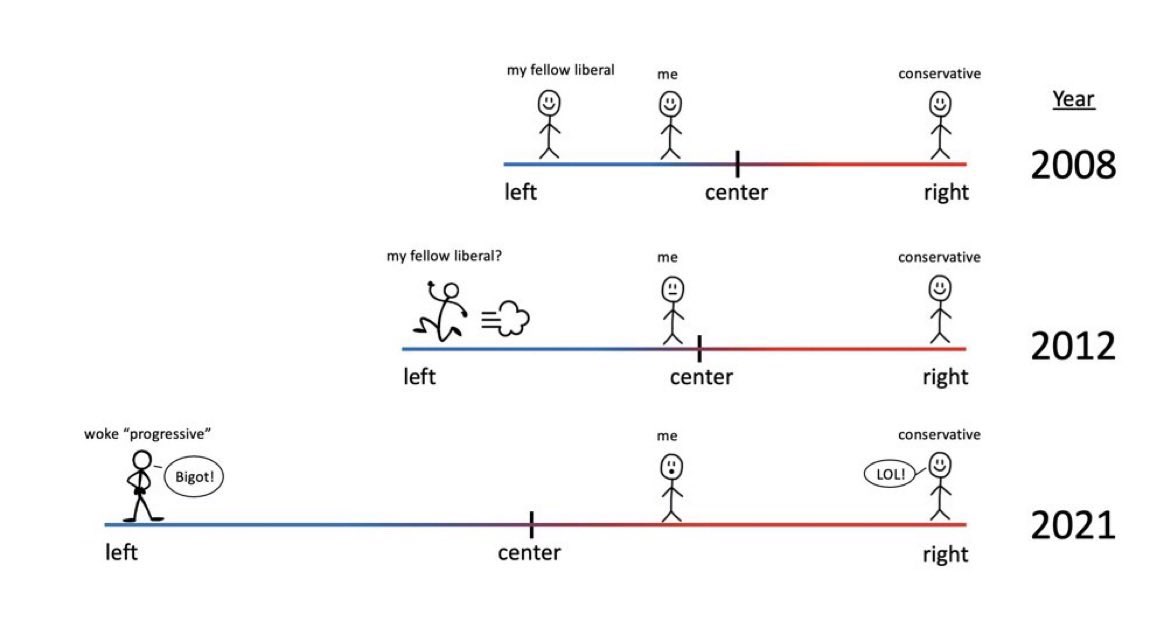 my fellow liberal
me
conservative
Year
2008
left
center
right
my fellow liberal?
me
conservative
2012
left
center
right
woke “progressive”
me
conservative
Bigot!
LOL!
2021
left
center
right